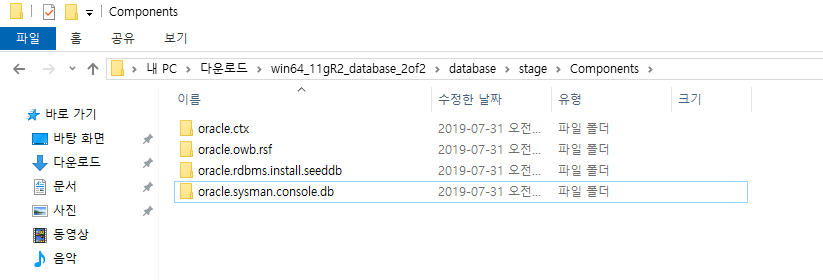 Components
파일 홈 공유 보기
내 PC 다운로드 win64_11gR2_database_2of2 database stage Components
이름 수정한 날짜 유형 크기
바로 가기
바탕 화면
다운로드
문서
사진
동영상
음악
oracle.ctx 2019-07-31 오전... 파일 폴더
oracle.owb.rsf 2019-07-31 오전... 파일 폴더
oracle.rdbms.install.seeddb 2019-07-31 오전... 파일 폴더
oracle.sysman.console.db 2019-07-31 오전... 파일 폴더